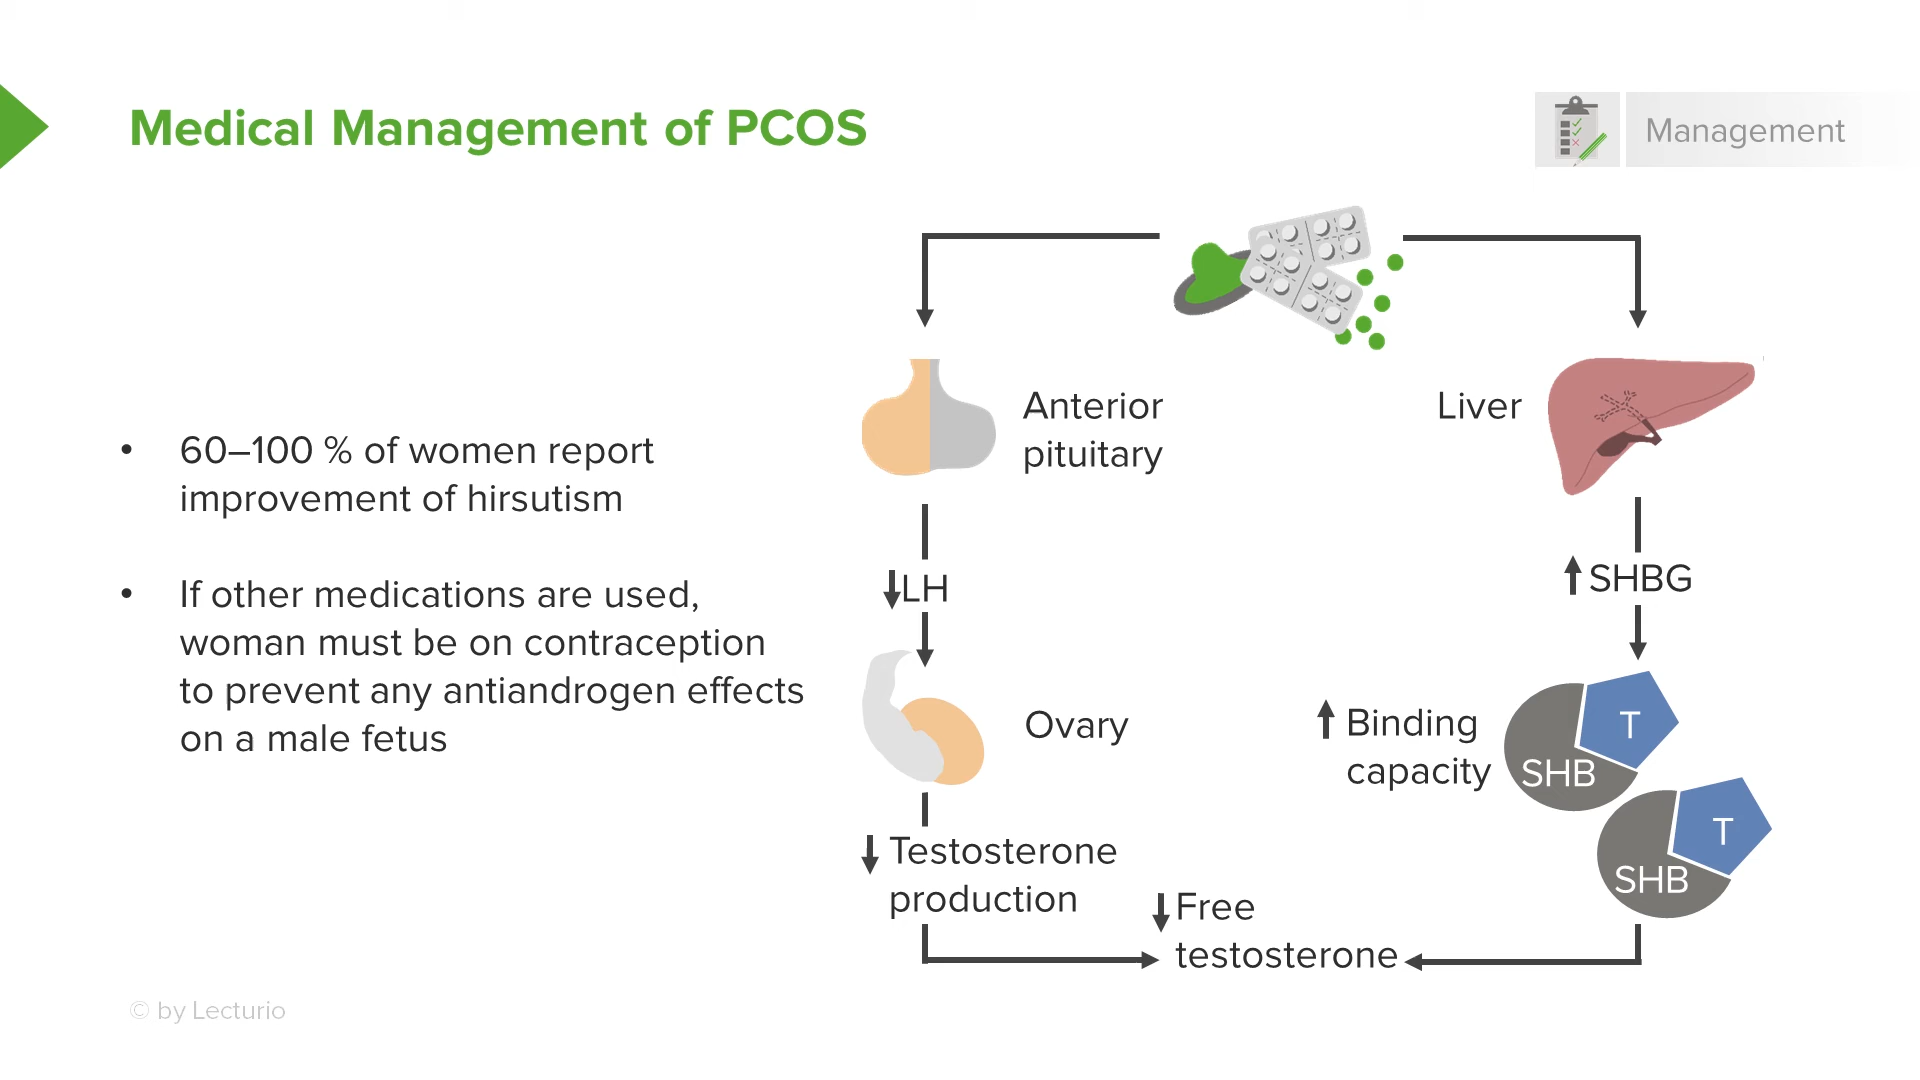 Medical Management of PCOS
Management
• 60–100 % of women report
improvement of hirsutism
• If other medications are used,
woman must be on contraception
to prevent any antiandrogen effects
on a male fetus
Anterior
pituitary
Liver
↓LH
↑ SHBG
Ovary
↑ Binding
capacity
SHB
T
SHB
T
↓ Testosterone
production
↓ Free
testosterone
© by Lecturio